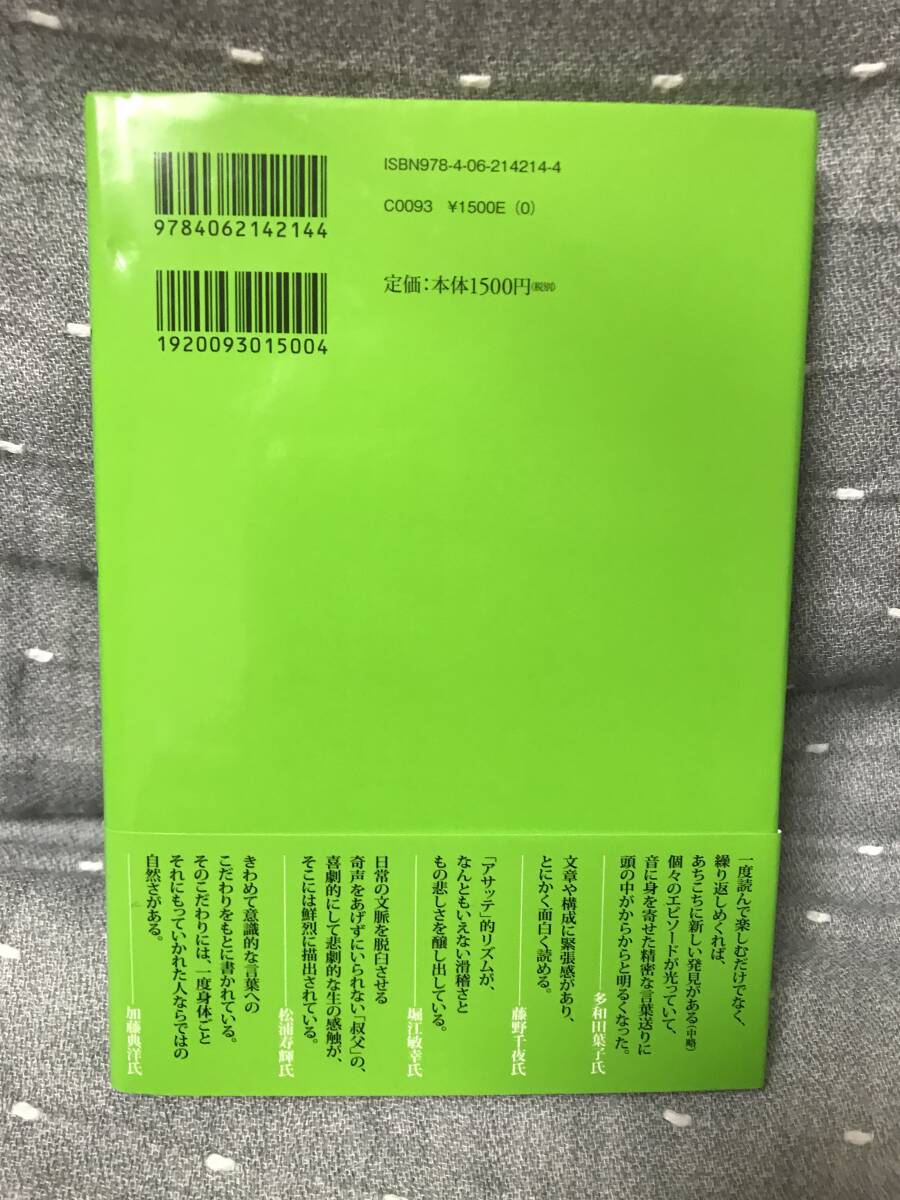 9784062142144
ISBN978-4-06-214214-4
C0093 ¥1500E (0)
1920093015004
定価：本体1500円(税別)
一度読んで楽しむだけでなく、
繰り返しめくれば、
あちこちに新しい発見がある(中略)
個々のエピソードが光っていて、
音に身を寄せた精密な言葉送りに
頭の中がからからと明るくなった。
――多和田葉子氏
文章や構成に緊張感があり、
とにかく面白く読める。
――藤野千夜氏
「アサッテ」的リズムが、
なんともいえない滑稽さと
もの悲しさを醸し出している。
――堀江敏幸氏
日常の文脈を脱臼させる
奇声をあげずにいられない「叔父」の、
喜劇的にして悲劇的な生の感触が、
そこには鮮烈に描出されている。
――松浦寿輝氏
きわめて意識的な言葉への
こだわりをもとに書かれている。
そのこだわりには、一度身体ごと
それにもっていかれた人ならではの
自然さがある。
――加藤典洋氏